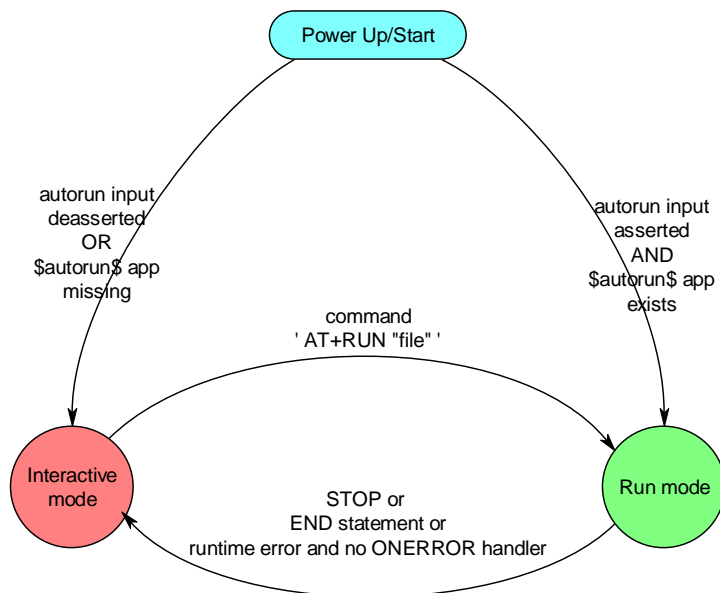 Power Up/Start
autorun input
deasserted
OR
$autorun$ app
missing
autorun input
asserted
AND
$autorun$ app
exists
command
' AT+RUN "file" '
Interactive
mode
Run mode
STOP or
END statement or
runtime error and no ONERROR handler